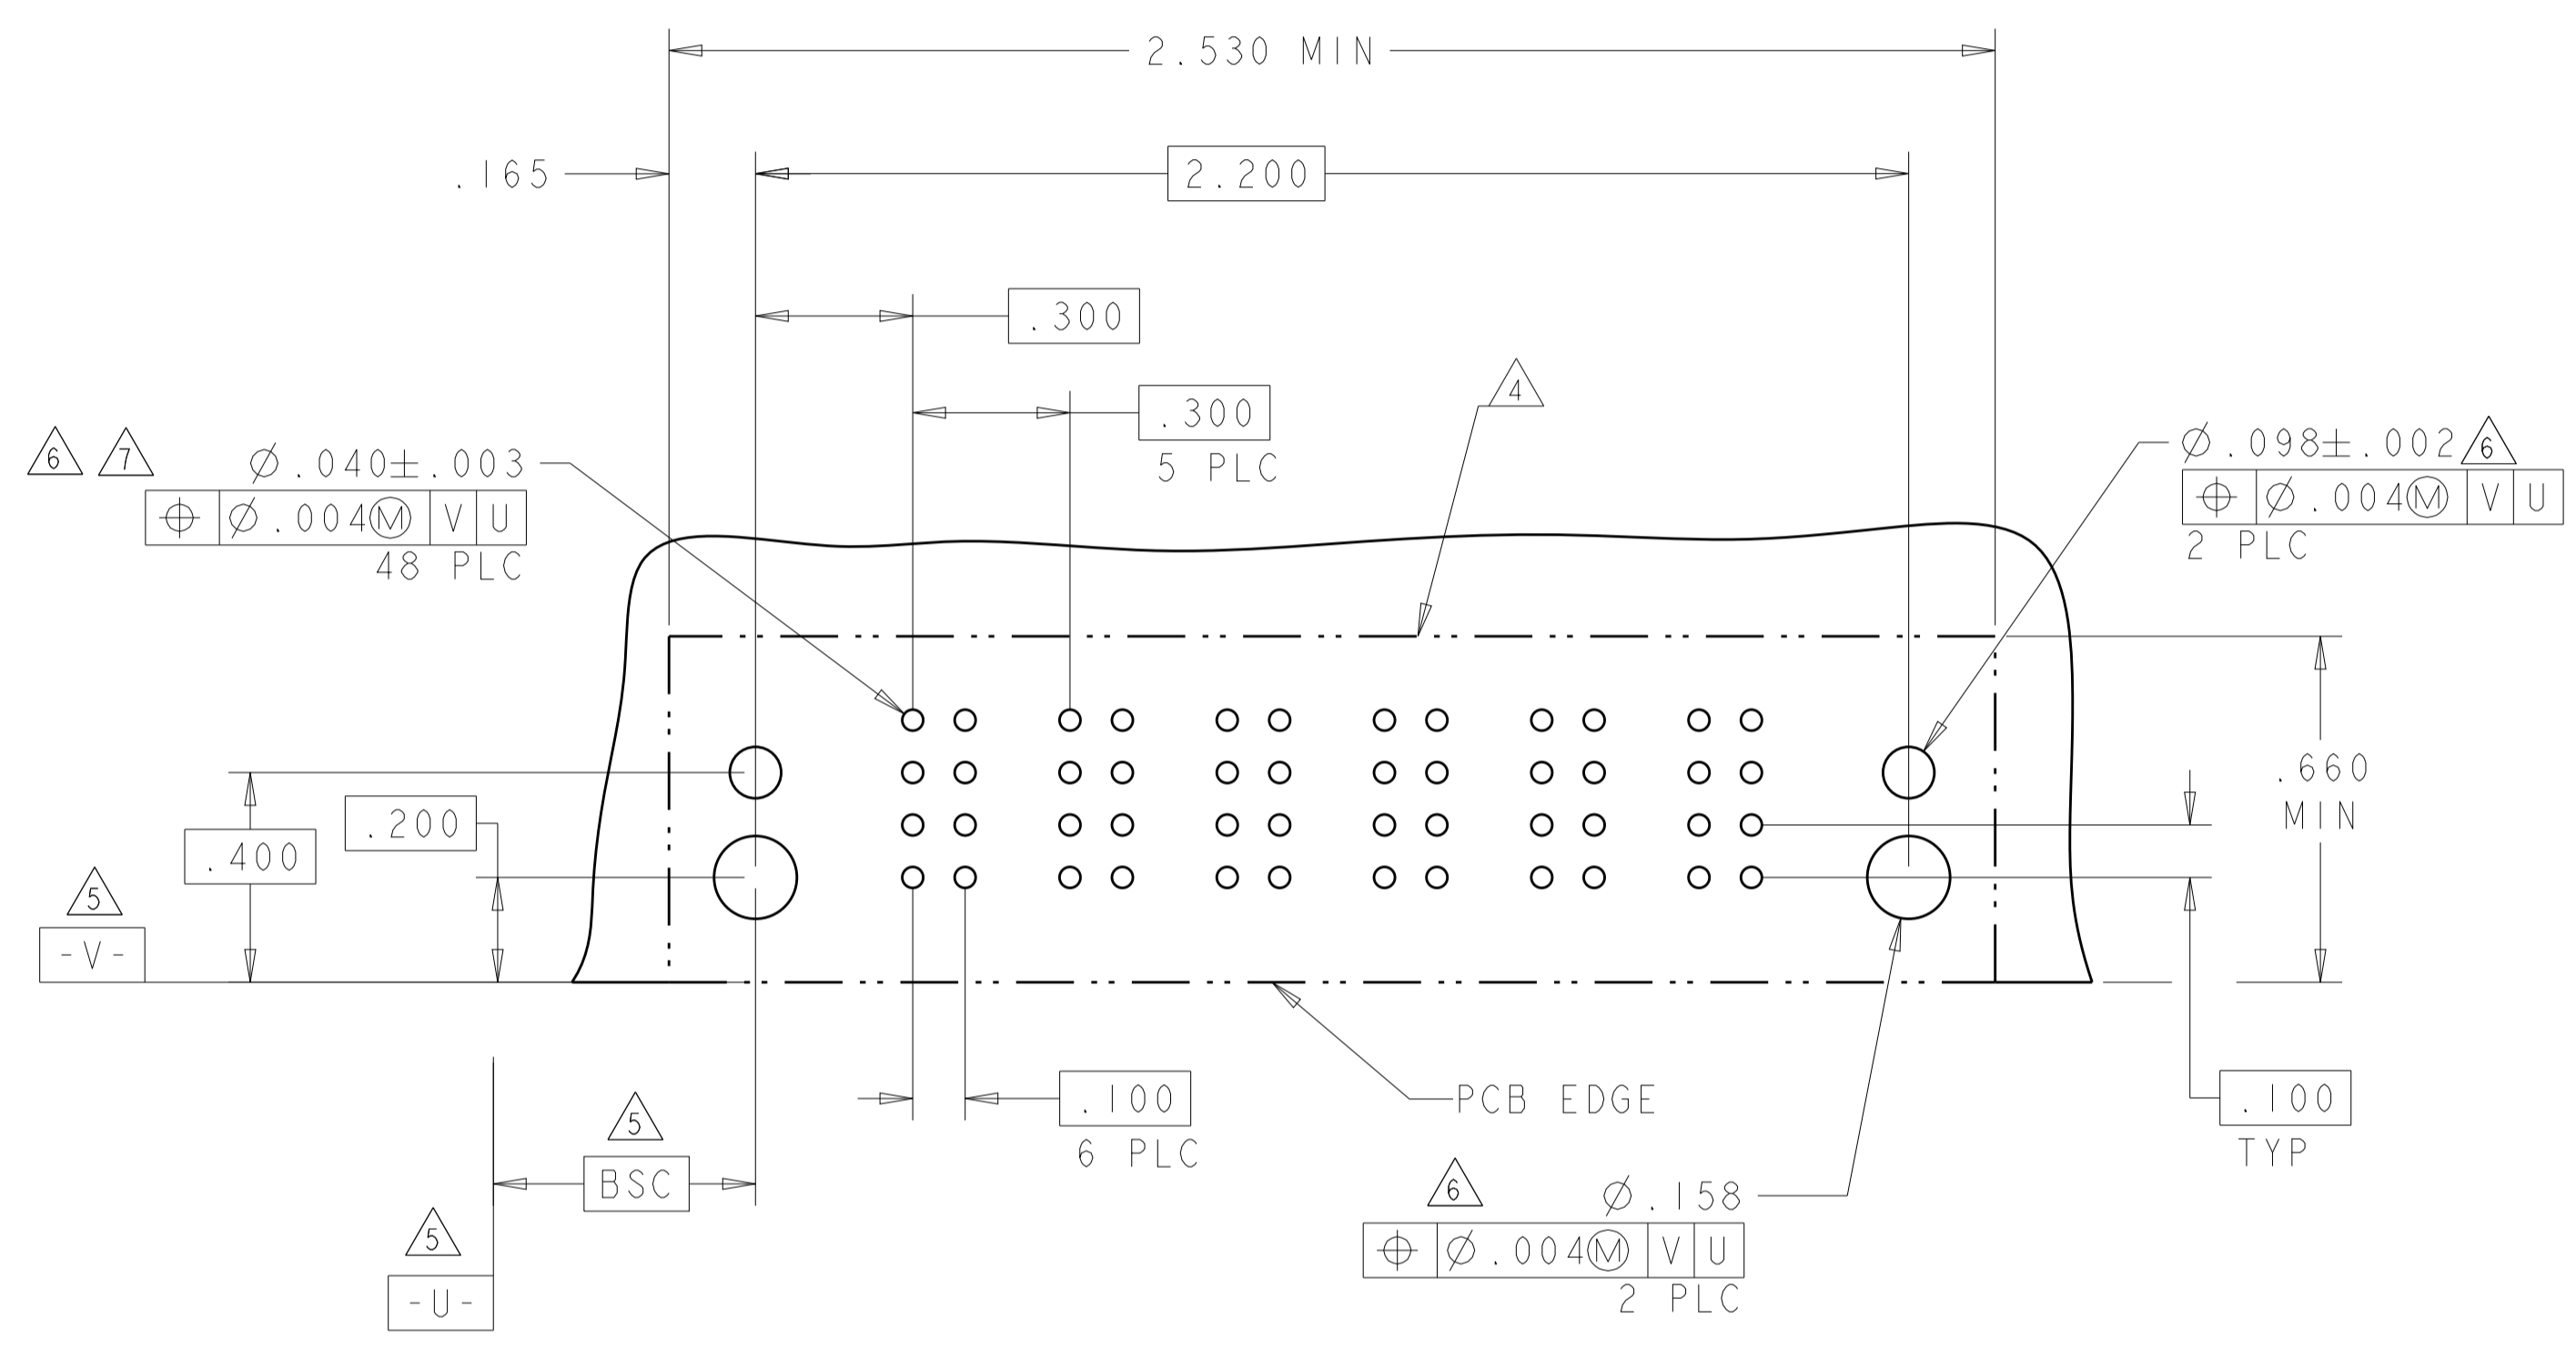 2.530 MIN
.165
2.200
.300
.300
5 PLC
4
6 7 Ø.040±.003
⌖ Ø.004Ⓜ V U
48 PLC
Ø.098±.002 6
⌖ Ø.004Ⓜ V U
2 PLC
.660
MIN
.200
.400
5
-V-
.100
6 PLC
PCB EDGE
.100
TYP
5
BSC
5
-U-
6 Ø.158
⌖ Ø.004Ⓜ V U
2 PLC